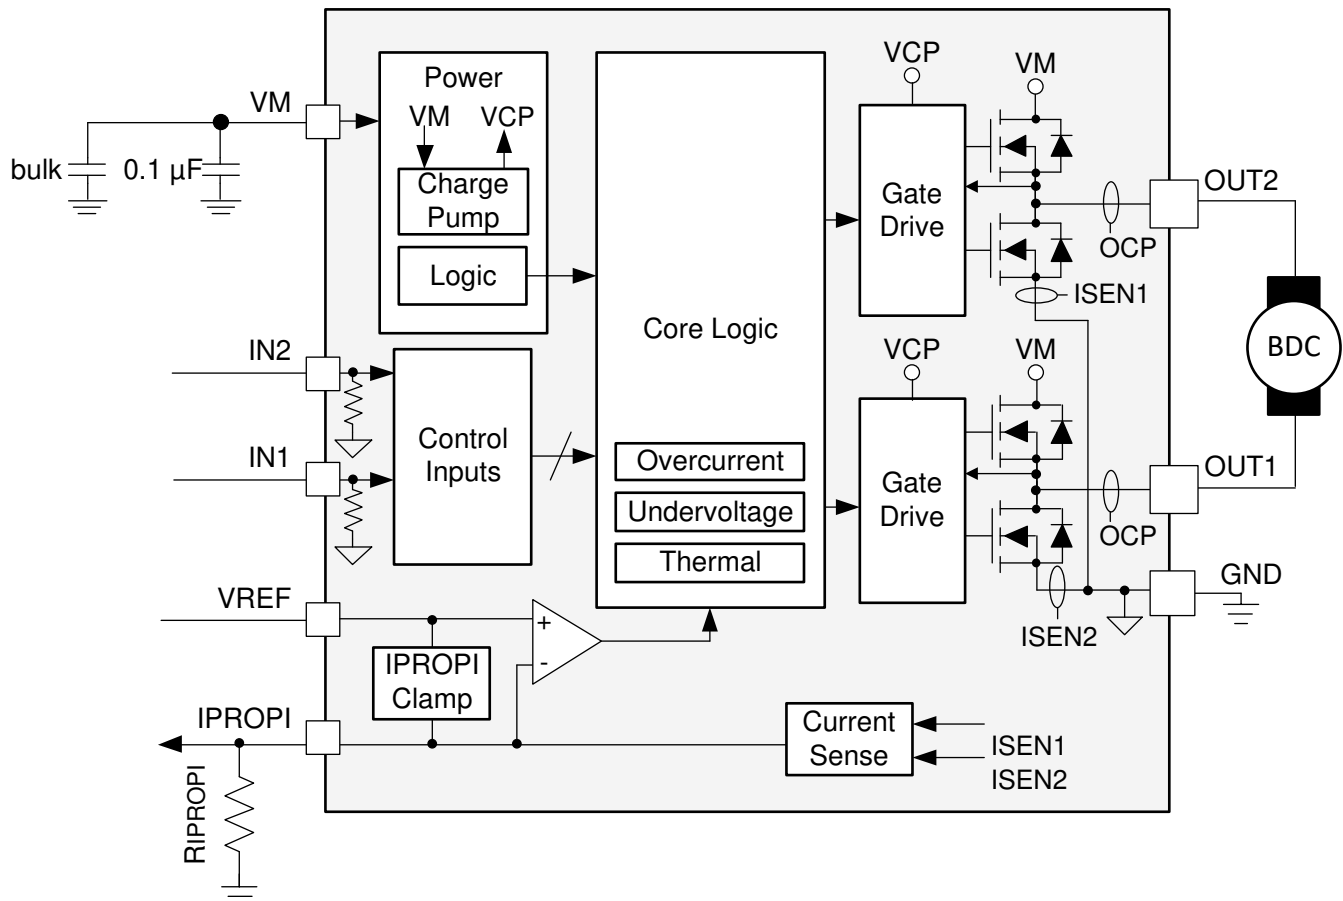 VM
bulk
0.1 µF
Power
VM
VCP
Charge
Pump
Logic
IN2
IN1
Control
Inputs
VREF
IPROPI
Clamp
IPROPI
RIPROPI
+
-
Core Logic
Overcurrent
Undervoltage
Thermal
VCP
VM
Gate
Drive
OCP
ISEN1
OUT2
BDC
VCP
VM
Gate
Drive
OCP
ISEN2
OUT1
GND
Current
Sense
ISEN1
ISEN2